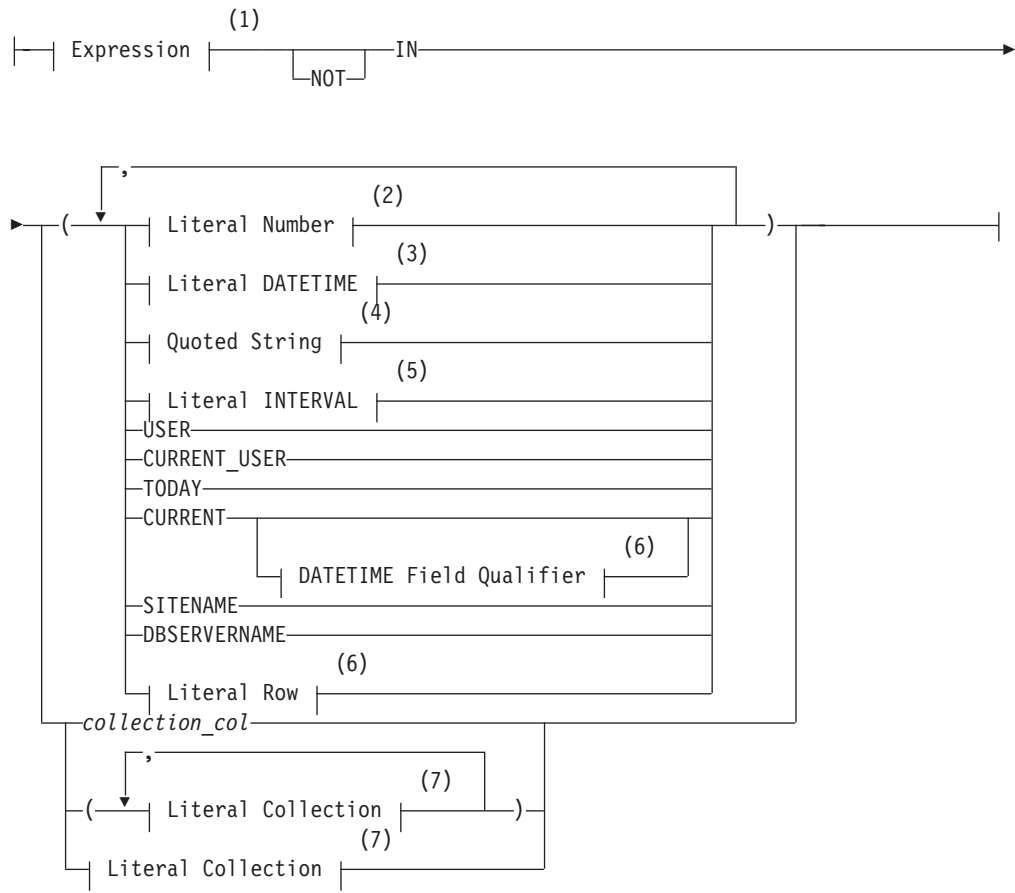 (1)
Expression IN
NOT
,
(2)
( Literal Number )
(3)
Literal DATETIME
(4)
Quoted String
(5)
Literal INTERVAL
USER
CURRENT_USER
TODAY
CURRENT
(6)
DATETIME Field Qualifier
SITENAME
DBSERVERNAME
(6)
Literal Row
collection_col
,
(7)
( Literal Collection )
(7)
Literal Collection